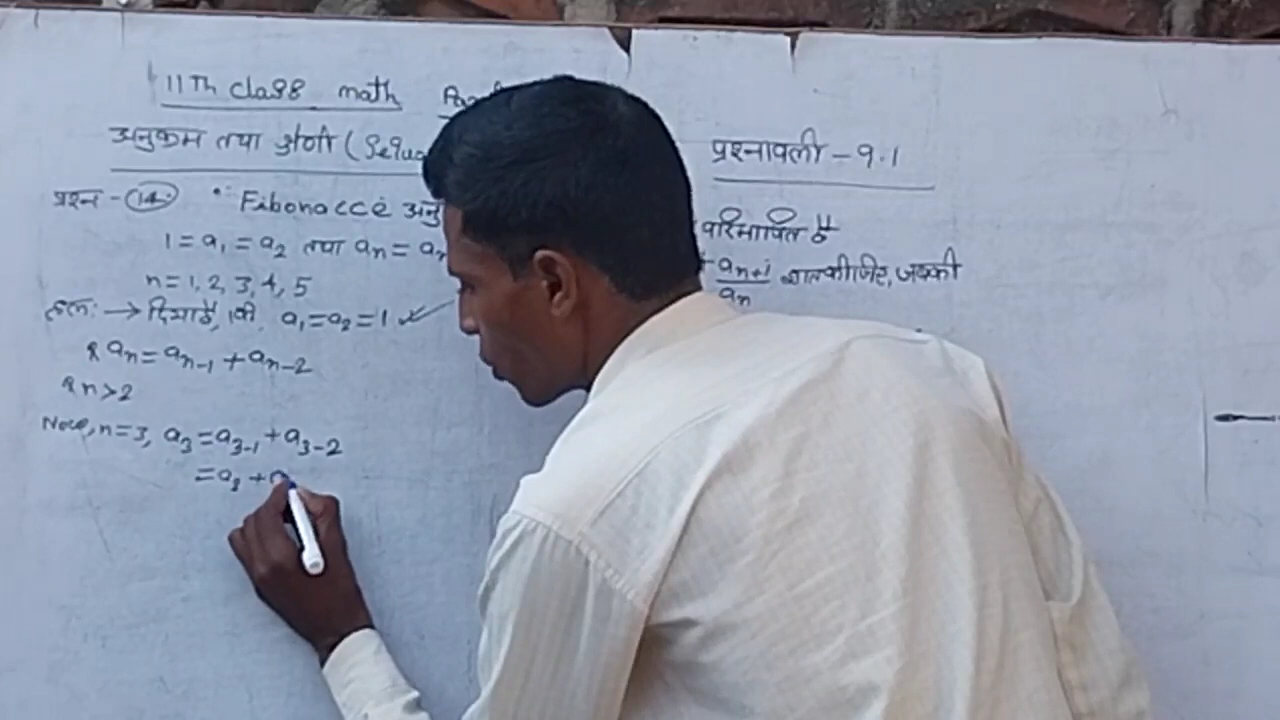 11Th class math
अनुक्रम तथा श्रेणी (Sequ
प्रश्नावली - 9.1
प्रश्न - 14. Fibonacce अनु परिभाषित है
1 = a₁ = a₂ तथा aₙ = aₙ aₙ₊₁/aₙ ज्ञात कीजिए, जबकी
n = 1, 2, 3, 4, 5
हल: → दिया है, की a₁ = a₂ = 1 ✓
& aₙ = aₙ₋₁ + aₙ₋₂
& n > 2
Now, n = 3, a₃ = a₃₋₁ + a₃₋₂
= a₂ +